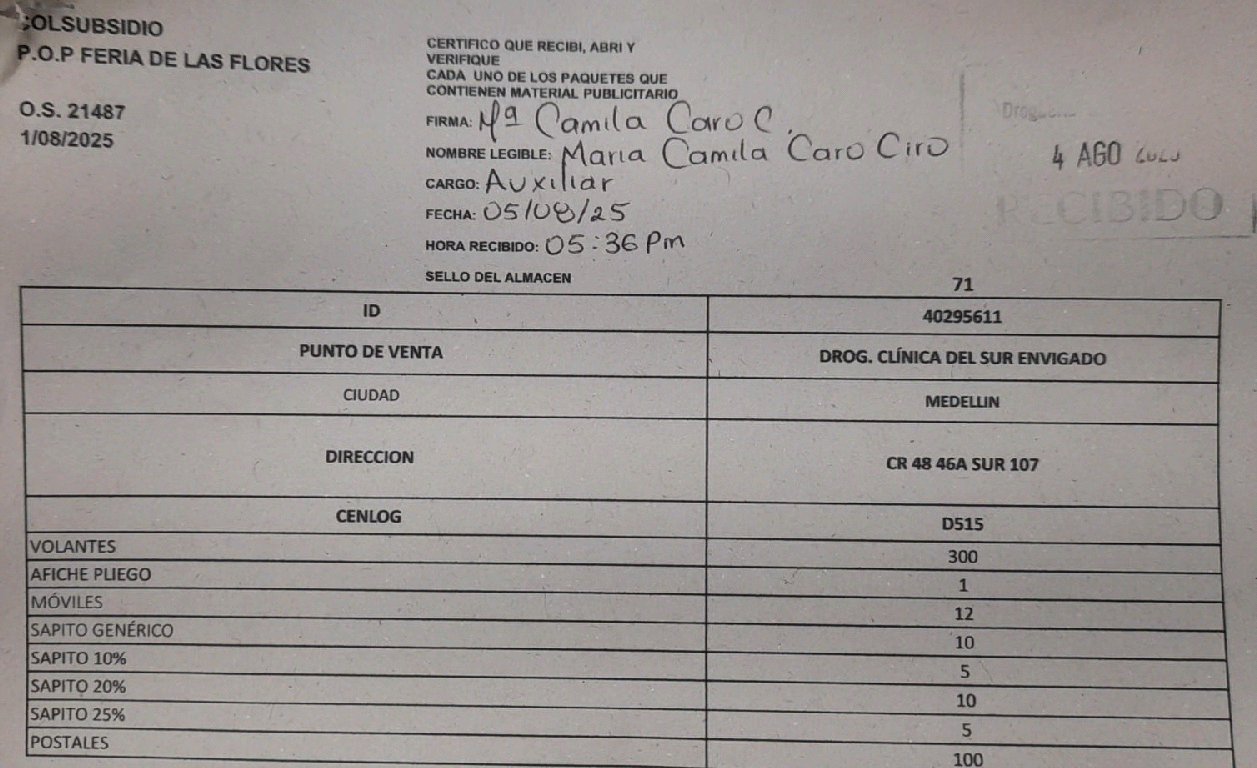 COLSUBSIDIO
P.O.P FERIA DE LAS FLORES
O.S. 21487
1/08/2025
CERTIFICO QUE RECIBI, ABRI Y
VERIFIQUE
CADA UNO DE LOS PAQUETES QUE
CONTIENEN MATERIAL PUBLICITARIO
FIRMA: Mª Camila Caro C.
NOMBRE LEGIBLE: Maria Camila Caro Ciro
CARGO: Auxiliar
FECHA: 05/08/25
HORA RECIBIDO: 05:36 Pm
SELLO DEL ALMACEN
4 AGO
RECIBIDO
71
ID 40295611
PUNTO DE VENTA DROG. CLÍNICA DEL SUR ENVIGADO
CIUDAD MEDELLIN
DIRECCION CR 48 46A SUR 107
CENLOG D515
VOLANTES 300
AFICHE PLIEGO 1
MÓVILES 12
SAPITO GENÉRICO 10
SAPITO 10% 5
SAPITO 20% 10
SAPITO 25% 5
POSTALES 100